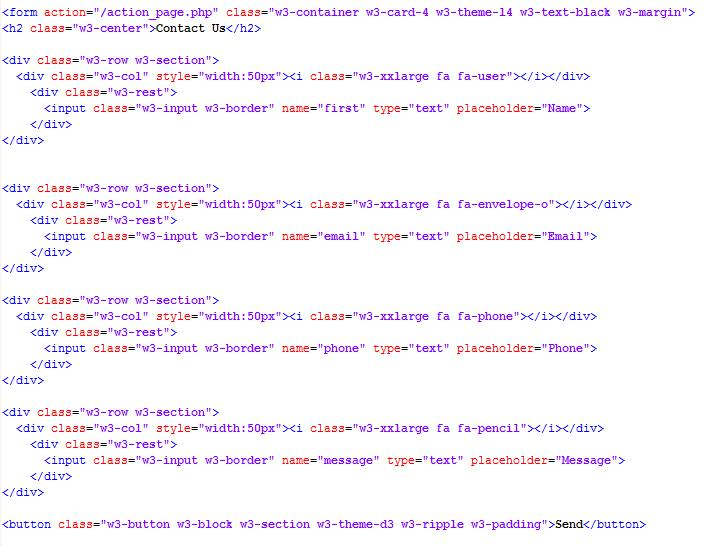 <form action="/action_page.php" class="w3-container w3-card-4 w3-theme-l4 w3-text-black w3-margin">
<h2 class="w3-center">Contact Us</h2>

<div class="w3-row w3-section">
  <div class="w3-col" style="width:50px"><i class="w3-xxlarge fa fa-user"></i></div>
    <div class="w3-rest">
      <input class="w3-input w3-border" name="first" type="text" placeholder="Name">
    </div>
</div>


<div class="w3-row w3-section">
  <div class="w3-col" style="width:50px"><i class="w3-xxlarge fa fa-envelope-o"></i></div>
    <div class="w3-rest">
      <input class="w3-input w3-border" name="email" type="text" placeholder="Email">
    </div>
</div>

<div class="w3-row w3-section">
  <div class="w3-col" style="width:50px"><i class="w3-xxlarge fa fa-phone"></i></div>
    <div class="w3-rest">
      <input class="w3-input w3-border" name="phone" type="text" placeholder="Phone">
    </div>
</div>

<div class="w3-row w3-section">
  <div class="w3-col" style="width:50px"><i class="w3-xxlarge fa fa-pencil"></i></div>
    <div class="w3-rest">
      <input class="w3-input w3-border" name="message" type="text" placeholder="Message">
    </div>
</div>

<button class="w3-button w3-block w3-section w3-theme-d3 w3-ripple w3-padding">Send</button>